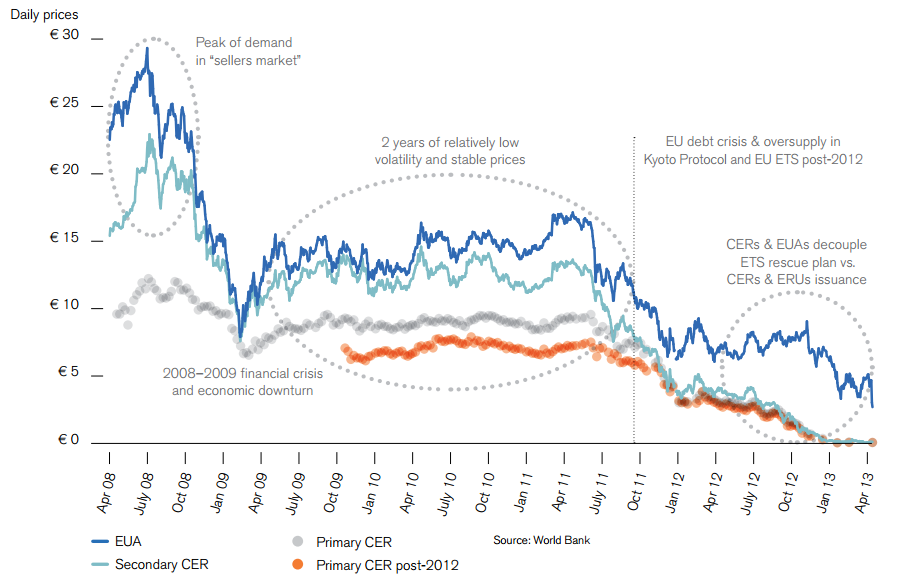 Daily prices
€ 30
€ 25
€ 20
€ 15
€ 10
€ 5
€ 0
Peak of demand
in “sellers market”
2 years of relatively low
volatility and stable prices
EU debt crisis & oversupply in
Kyoto Protocol and EU ETS post-2012
CERs & EUAs decouple
ETS rescue plan vs.
CERs & ERUs issuance
2008–2009 financial crisis
and economic downturn
Apr 08
July 08
Oct 08
Jan 09
Apr 09
July 09
Oct 09
Jan 10
Apr 10
July 10
Oct 10
Jan 11
Apr 11
July 11
Oct 11
Jan 12
Apr 12
July 12
Oct 12
Jan 13
Apr 13
EUA
Secondary CER
Primary CER
Primary CER post-2012
Source: World Bank